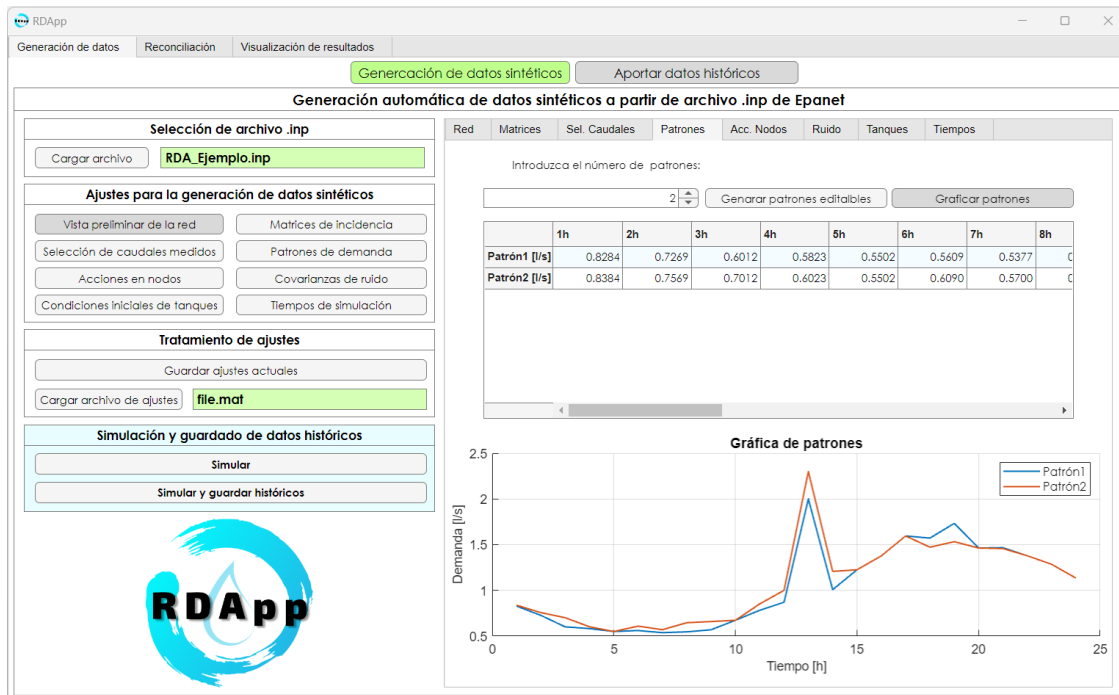 RDApp
Generación de datos Reconciliación Visualización de resultados
Genercación de datos sintéticos Aportar datos históricos
Generación automática de datos sintéticos a partir de archivo .inp de Epanet
Selección de archivo .inp
Cargar archivo RDA_Ejemplo.inp
Ajustes para la generación de datos sintéticos
Vista preliminar de la red Matrices de incidencia
Selección de caudales medidos Patrones de demanda
Acciones en nodos Covarianzas de ruido
Condiciones iniciales de tanques Tiempos de simulación
Tratamiento de ajustes
Guardar ajustes actuales
Cargar archivo de ajustes file.mat
Simulación y guardado de datos históricos
Simular
Simular y guardar históricos
RDApp
Red Matrices Sel. Caudales Patrones Acc. Nodos Ruido Tanques Tiempos
Introduzca el número de patrones:
2 Genarar patrones editalbles Graficar patrones
1h 2h 3h 4h 5h 6h 7h 8h
Patrón1 [l/s] 0.8284 0.7269 0.6012 0.5823 0.5502 0.5609 0.5377
Patrón2 [l/s] 0.8384 0.7569 0.7012 0.6023 0.5502 0.6090 0.5700
Gráfica de patrones
Patrón1
Patrón2
Demanda [l/s]
2.5
2
1.5
1
0.5
0 5 10 15 20 25
Tiempo [h]